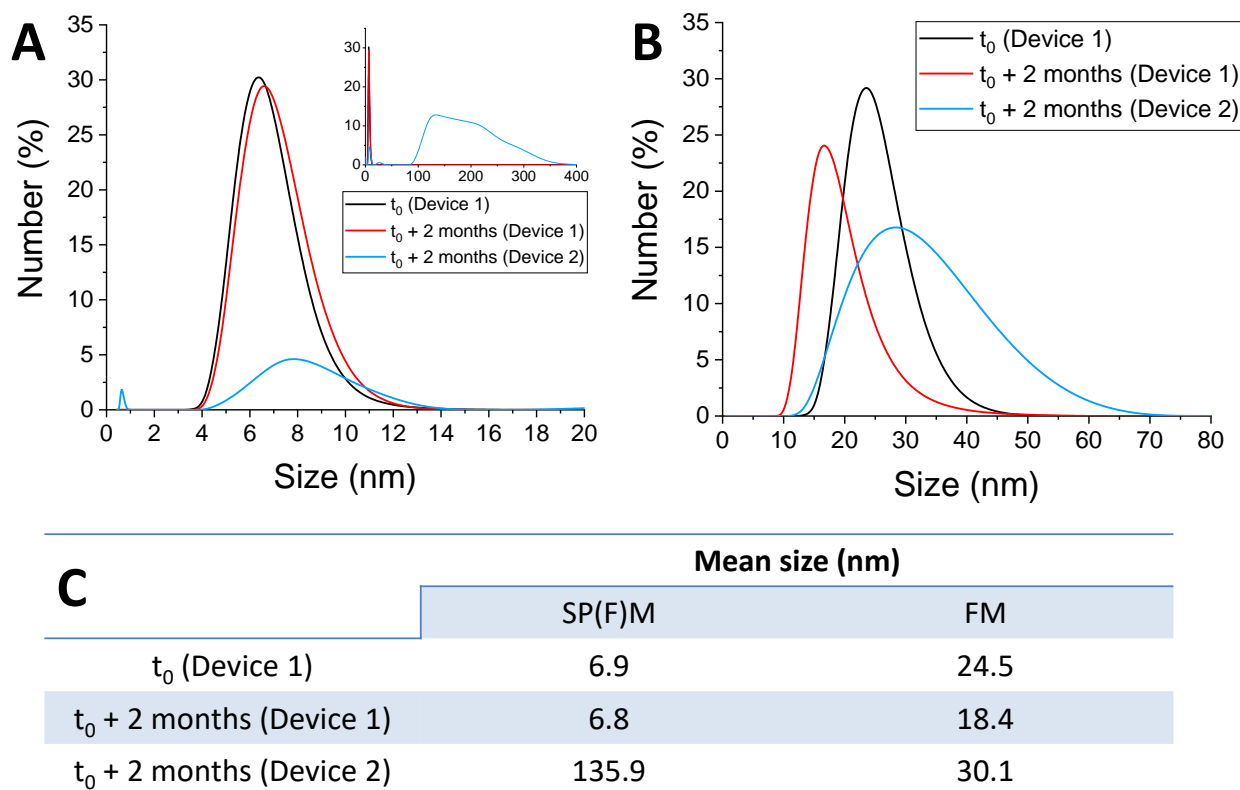 A
35
30
25
20
15
10
5
0
Number (%)
0 2 4 6 8 10 12 14 16 18 20
Size (nm)
30
20
10
0
0 100 200 300 400
t0 (Device 1)
t0 + 2 months (Device 1)
t0 + 2 months (Device 2)
B
35
30
25
20
15
10
5
0
Number (%)
0 10 20 30 40 50 60 70 80
Size (nm)
t0 (Device 1)
t0 + 2 months (Device 1)
t0 + 2 months (Device 2)
C
Mean size (nm)
SP(F)M FM
t0 (Device 1) 6.9 24.5
t0 + 2 months (Device 1) 6.8 18.4
t0 + 2 months (Device 2) 135.9 30.1